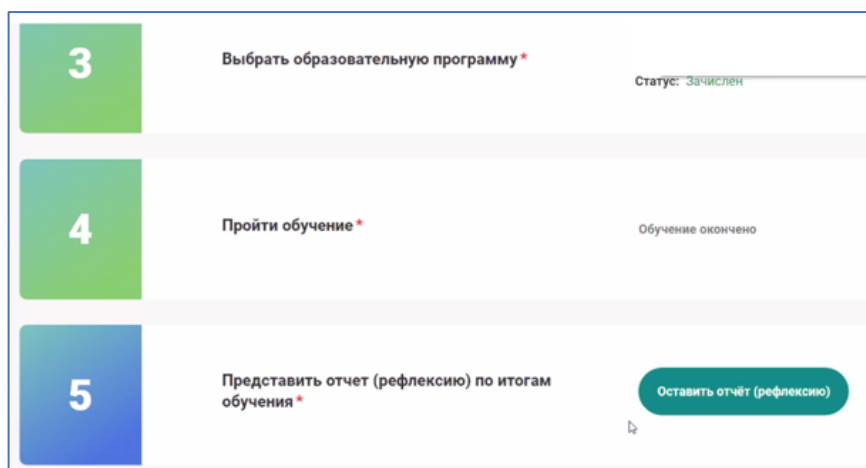 3
Выбрать образовательную программу *
Статус: Зачислен
4
Пройти обучение *
Обучение окончено
5
Представить отчет (рефлексию) по итогам
обучения *
Оставить отчёт (рефлексию)